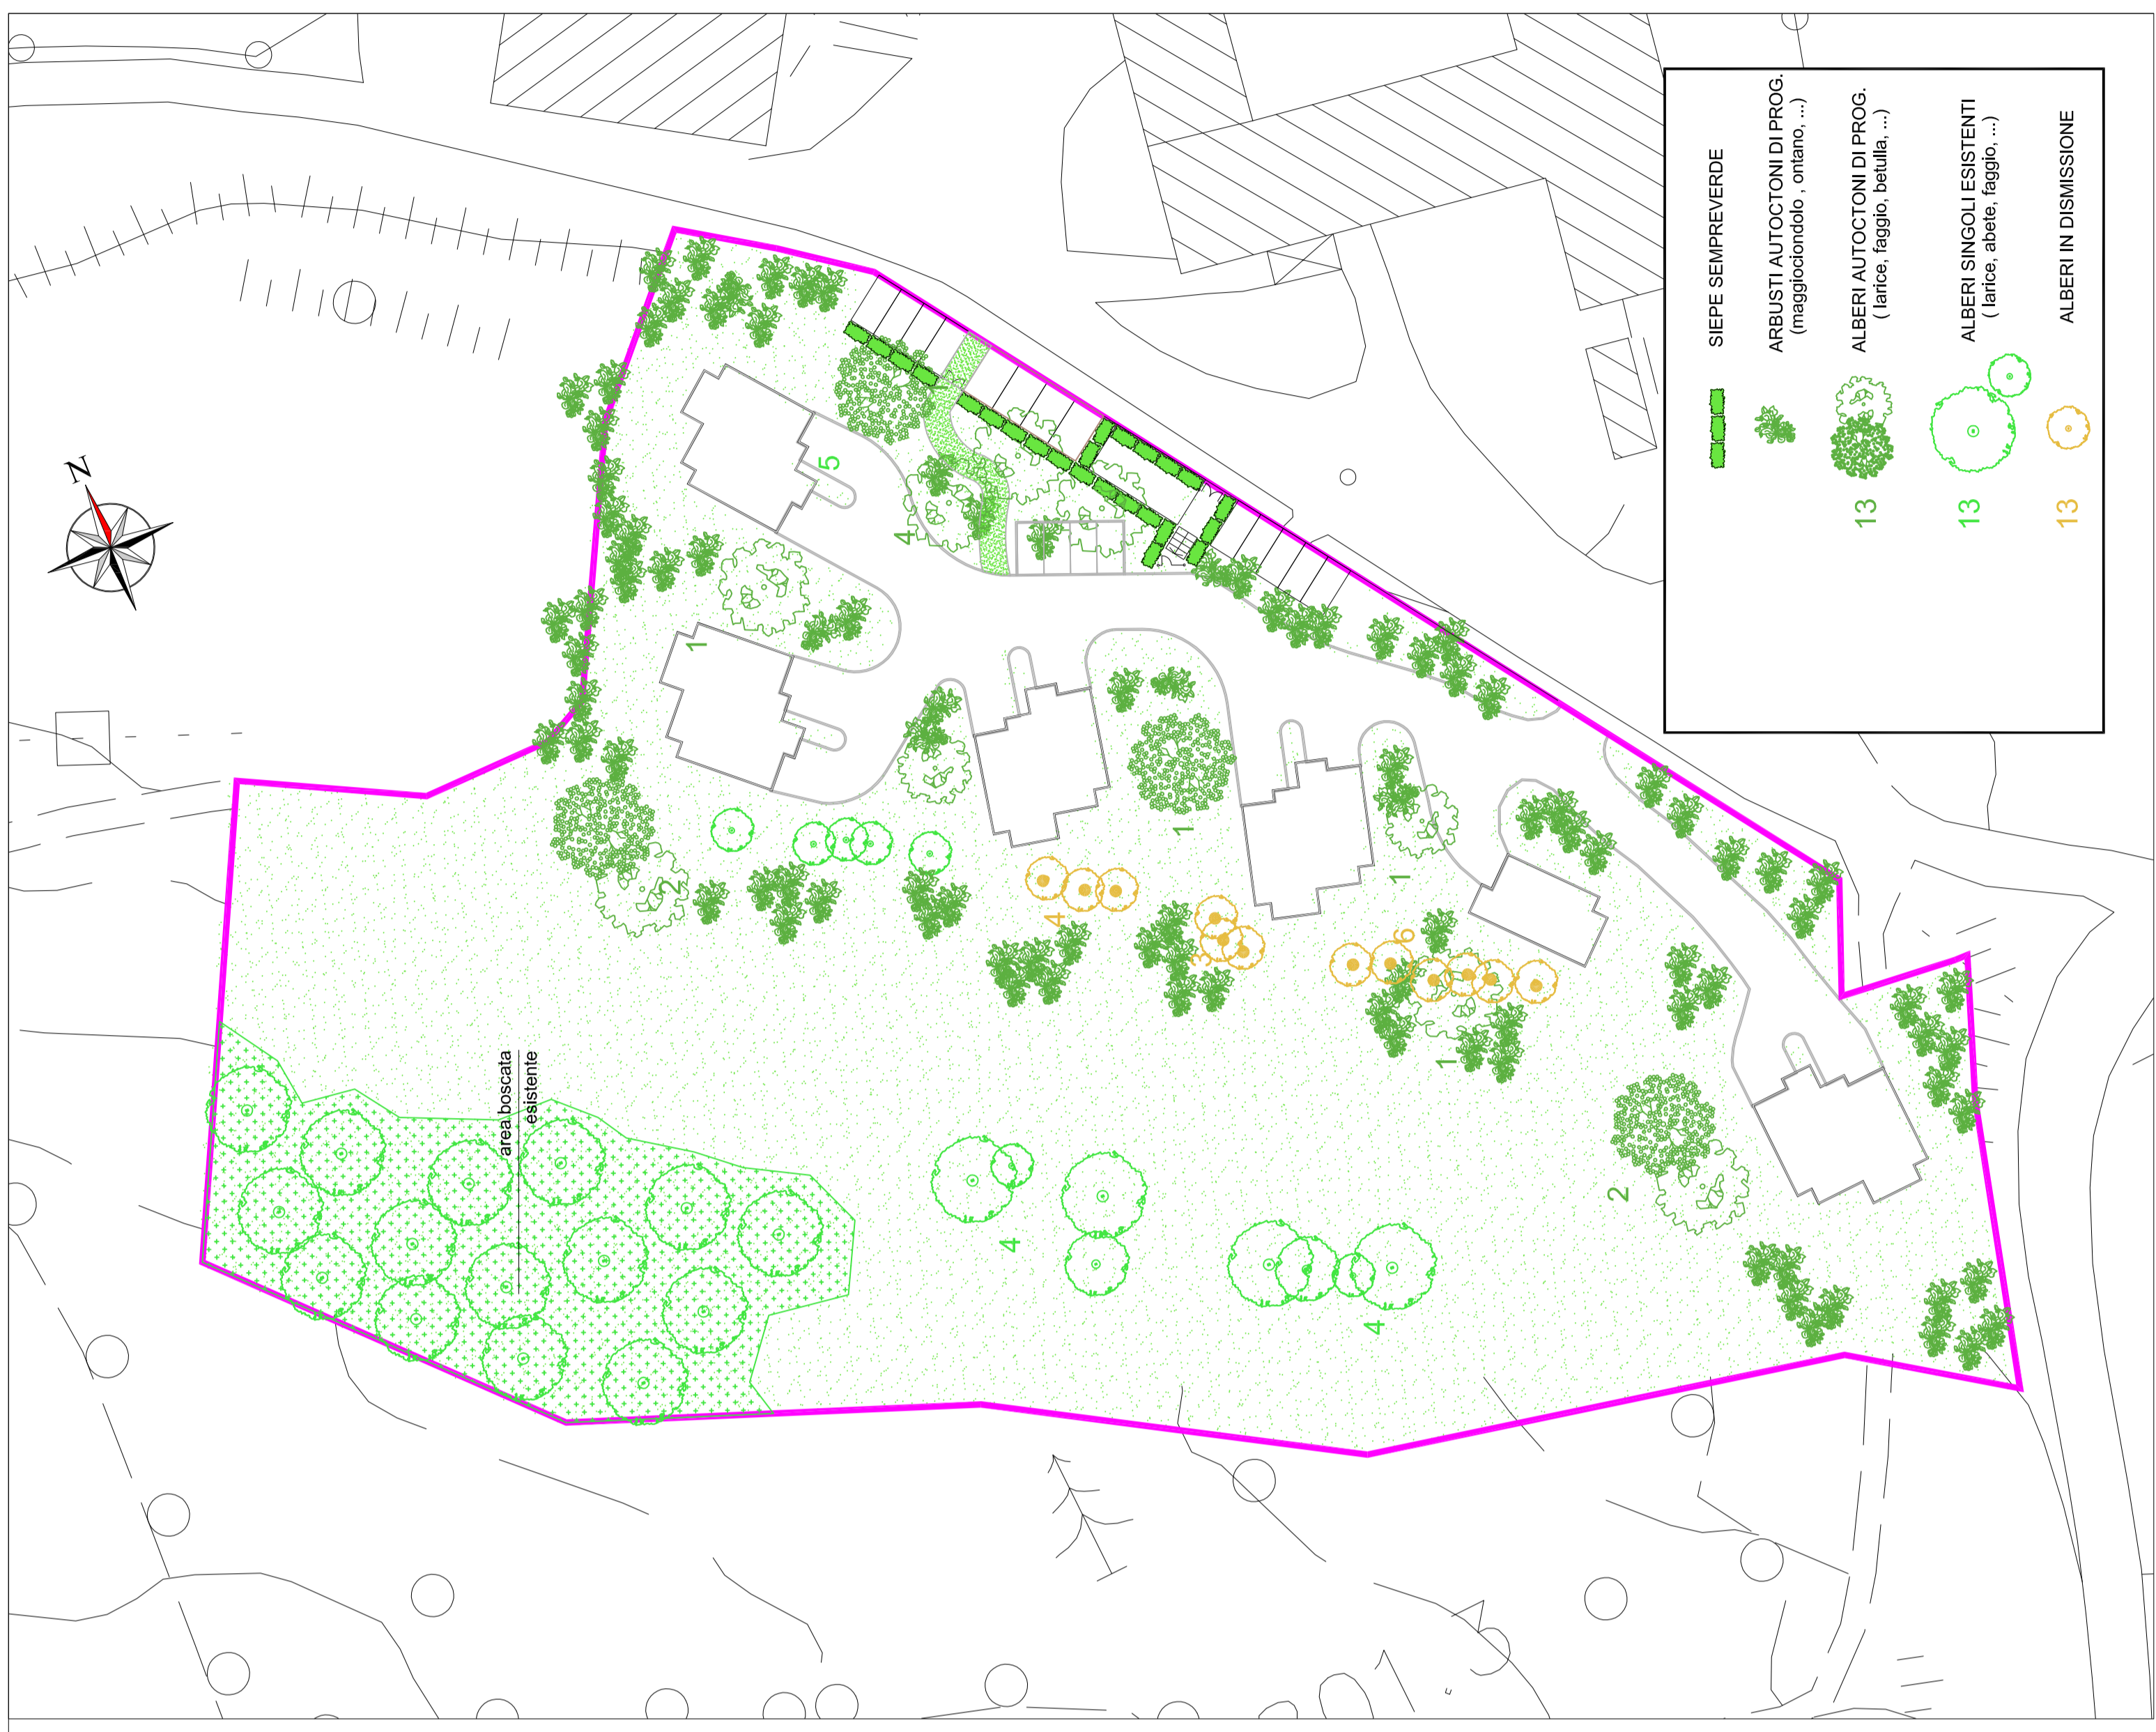 N
SIEPE SEMPREVERDE
ARBUSTI AUTOCTONI DI PROG.
(maggiociondolo , ontano, ...)
13
ALBERI AUTOCTONI DI PROG.
( larice, faggio, betulla, ...)
13
ALBERI SINGOLI ESISTENTI
( larice, abete, faggio, ...)
13
ALBERI IN DISMISSIONE
area boscata
esistente
5
4
1
2
1
1
1
2
4
3
6
4
4